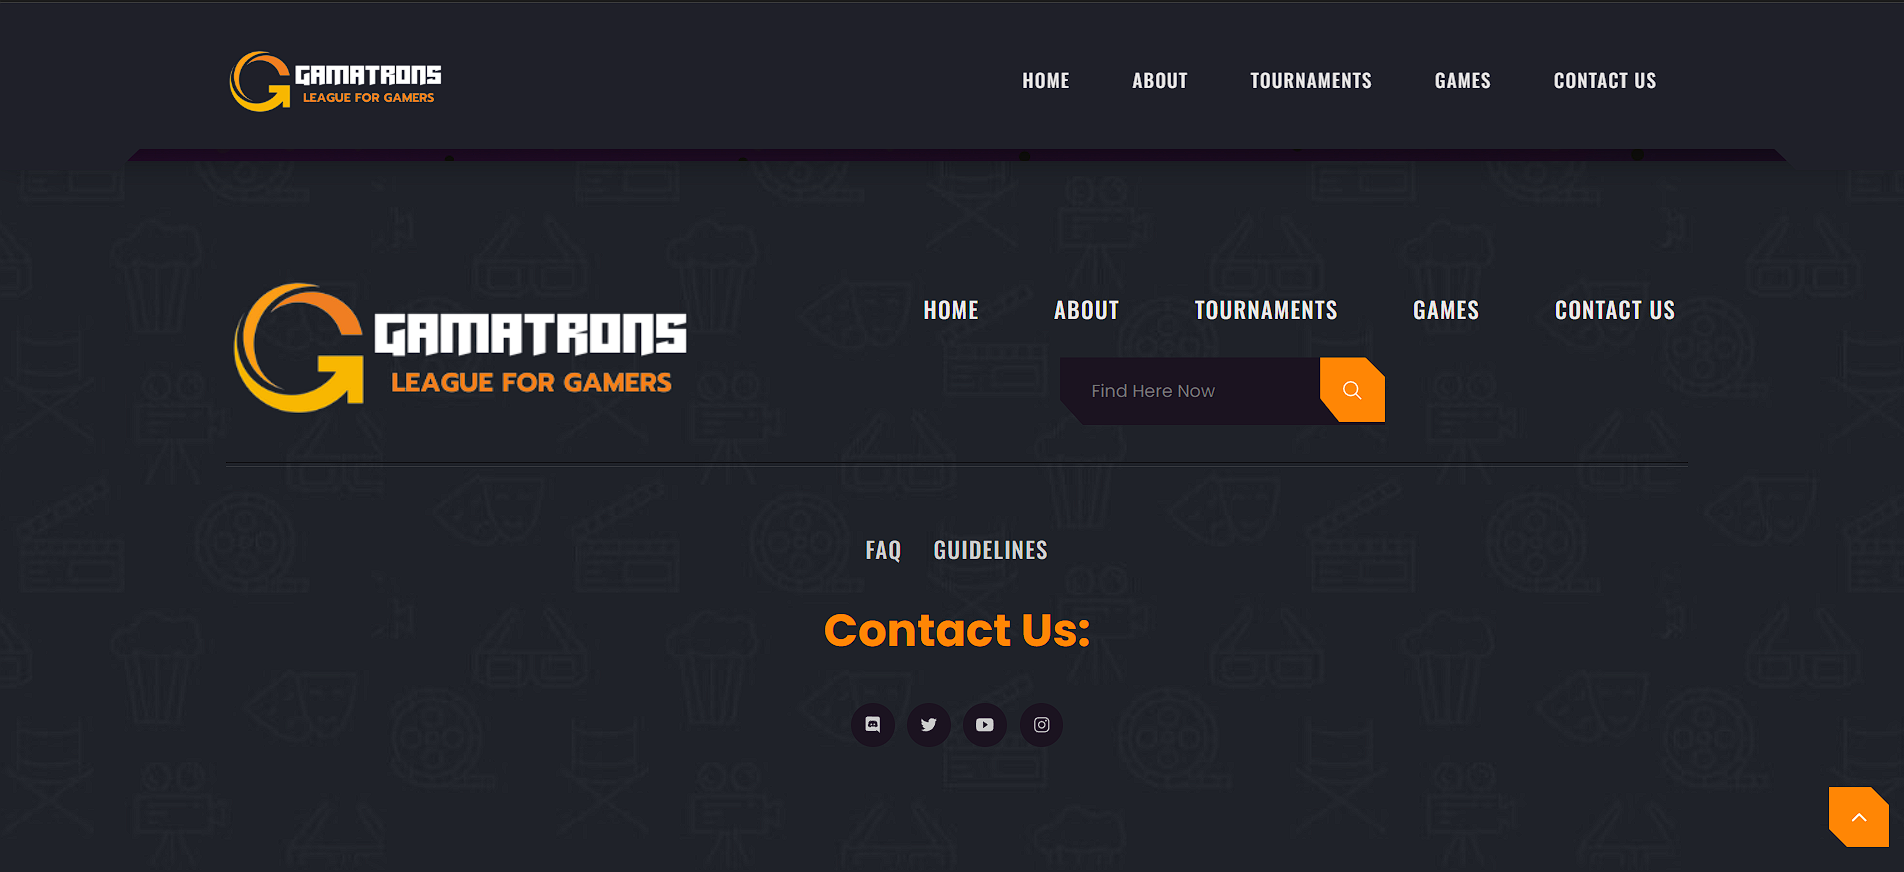 GAMATRONS
LEAGUE FOR GAMERS
HOME ABOUT TOURNAMENTS GAMES CONTACT US
GAMATRONS
LEAGUE FOR GAMERS
HOME ABOUT TOURNAMENTS GAMES CONTACT US
Find Here Now
FAQ GUIDELINES
Contact Us: